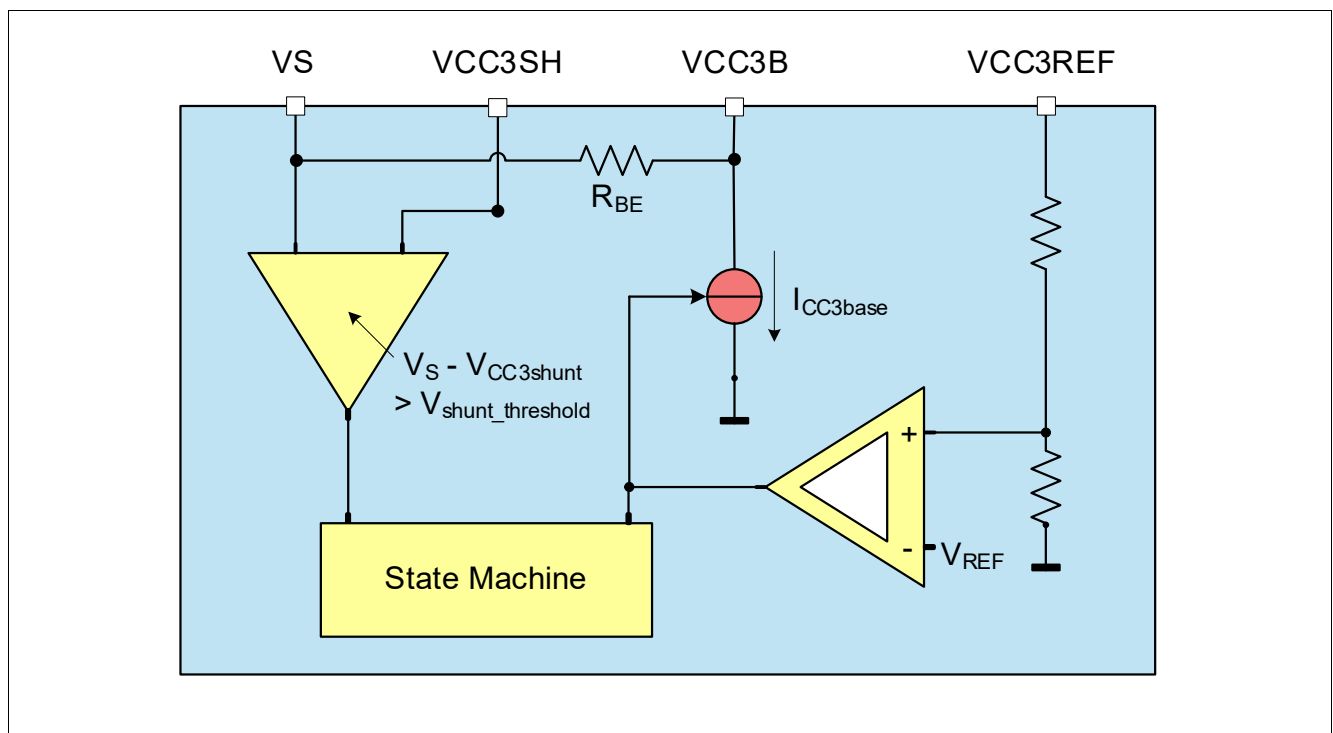 VS VCC3SH VCC3B VCC3REF
RBE
ICC3base
VS - VCC3shunt
> Vshunt_threshold
+
- VREF
State Machine